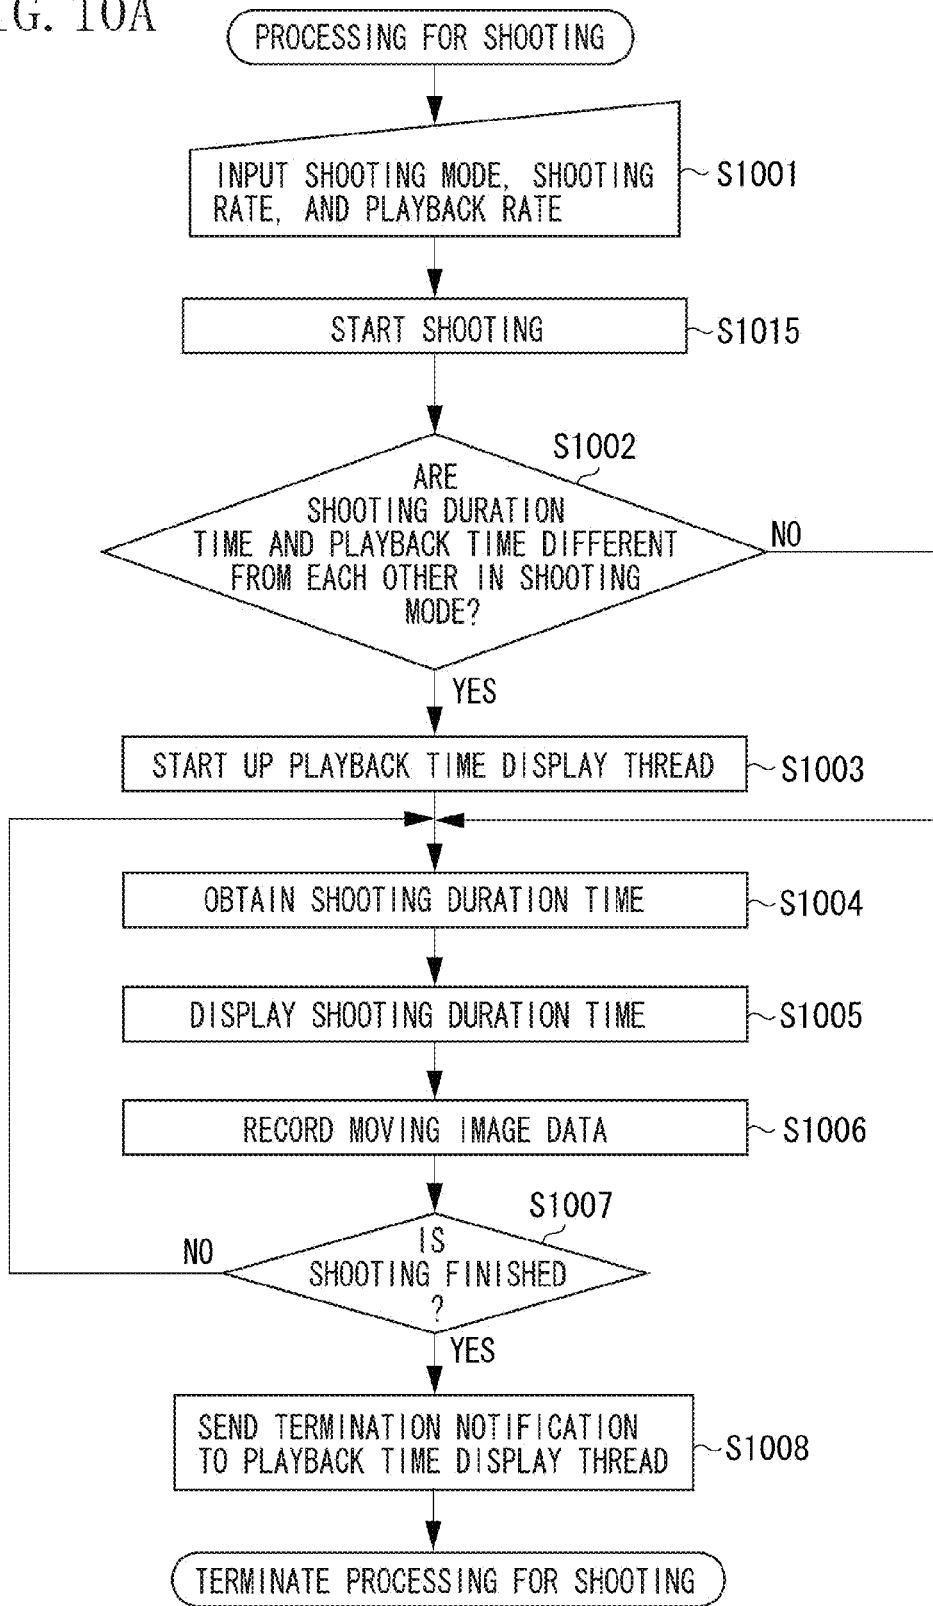 FIG. 10A
PROCESSING FOR SHOOTING
INPUT SHOOTING MODE, SHOOTING
RATE, AND PLAYBACK RATE
S1001
START SHOOTING
S1015
S1002
ARE
SHOOTING DURATION
TIME AND PLAYBACK TIME DIFFERENT
FROM EACH OTHER IN SHOOTING
MODE?
NO
YES
START UP PLAYBACK TIME DISPLAY THREAD
S1003
OBTAIN SHOOTING DURATION TIME
S1004
DISPLAY SHOOTING DURATION TIME
S1005
RECORD MOVING IMAGE DATA
S1006
S1007
IS
SHOOTING FINISHED
?
NO
YES
SEND TERMINATION NOTIFICATION
TO PLAYBACK TIME DISPLAY THREAD
S1008
TERMINATE PROCESSING FOR SHOOTING